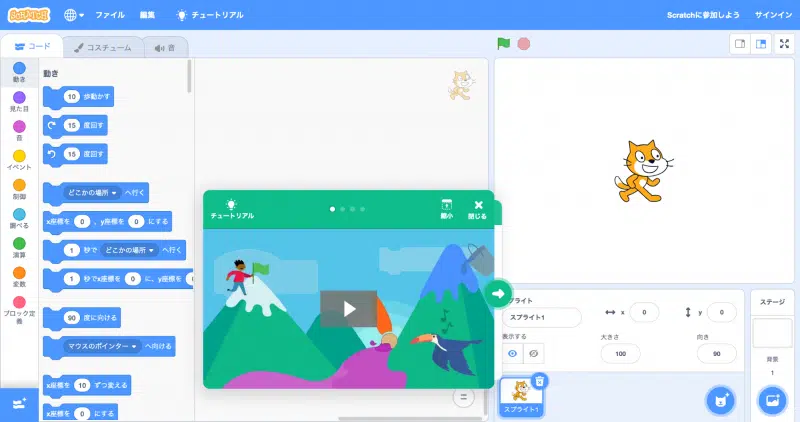 SCRATCH ファイル 編集 チュートリアル Scratchに参加しよう サインイン
コード コスチューム 音
動き
見た目
音
イベント
制御
調べる
演算
変数
ブロック定義
動き
10 歩動かす
15 度回す
15 度回す
どこかの場所 へ行く
x座標を 0 、y座標を 0 にする
1 秒で どこかの場所 へ行く
1 秒でx座標を 0 に、y座標を
90 度に向ける
マウスのポインター へ向ける
x座標を 10 ずつ変える
x座標を 0 にする
チュートリアル 縮小 閉じる
プライト
スプライト1 x 0 y 0
表示する 大きさ 向き
100 90
スプライト1
ステージ
背景
1